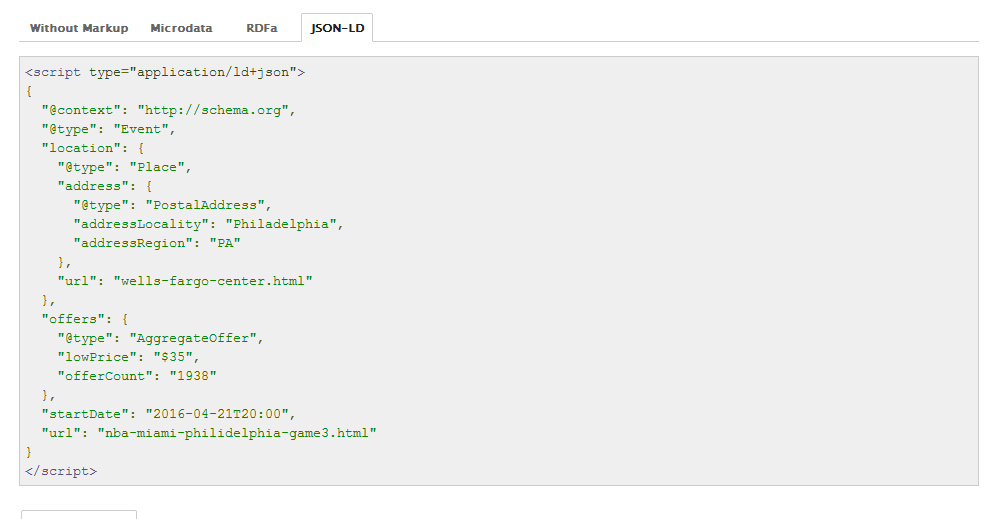 Without Markup Microdata RDFa JSON-LD
<script type="application/ld+json">
{
  "@context": "http://schema.org",
  "@type": "Event",
  "location": {
    "@type": "Place",
    "address": {
      "@type": "PostalAddress",
      "addressLocality": "Philadelphia",
      "addressRegion": "PA"
    },
    "url": "wells-fargo-center.html"
  },
  "offers": {
    "@type": "AggregateOffer",
    "lowPrice": "$35",
    "offerCount": "1938"
  },
  "startDate": "2016-04-21T20:00",
  "url": "nba-miami-philidelphia-game3.html"
}
</script>